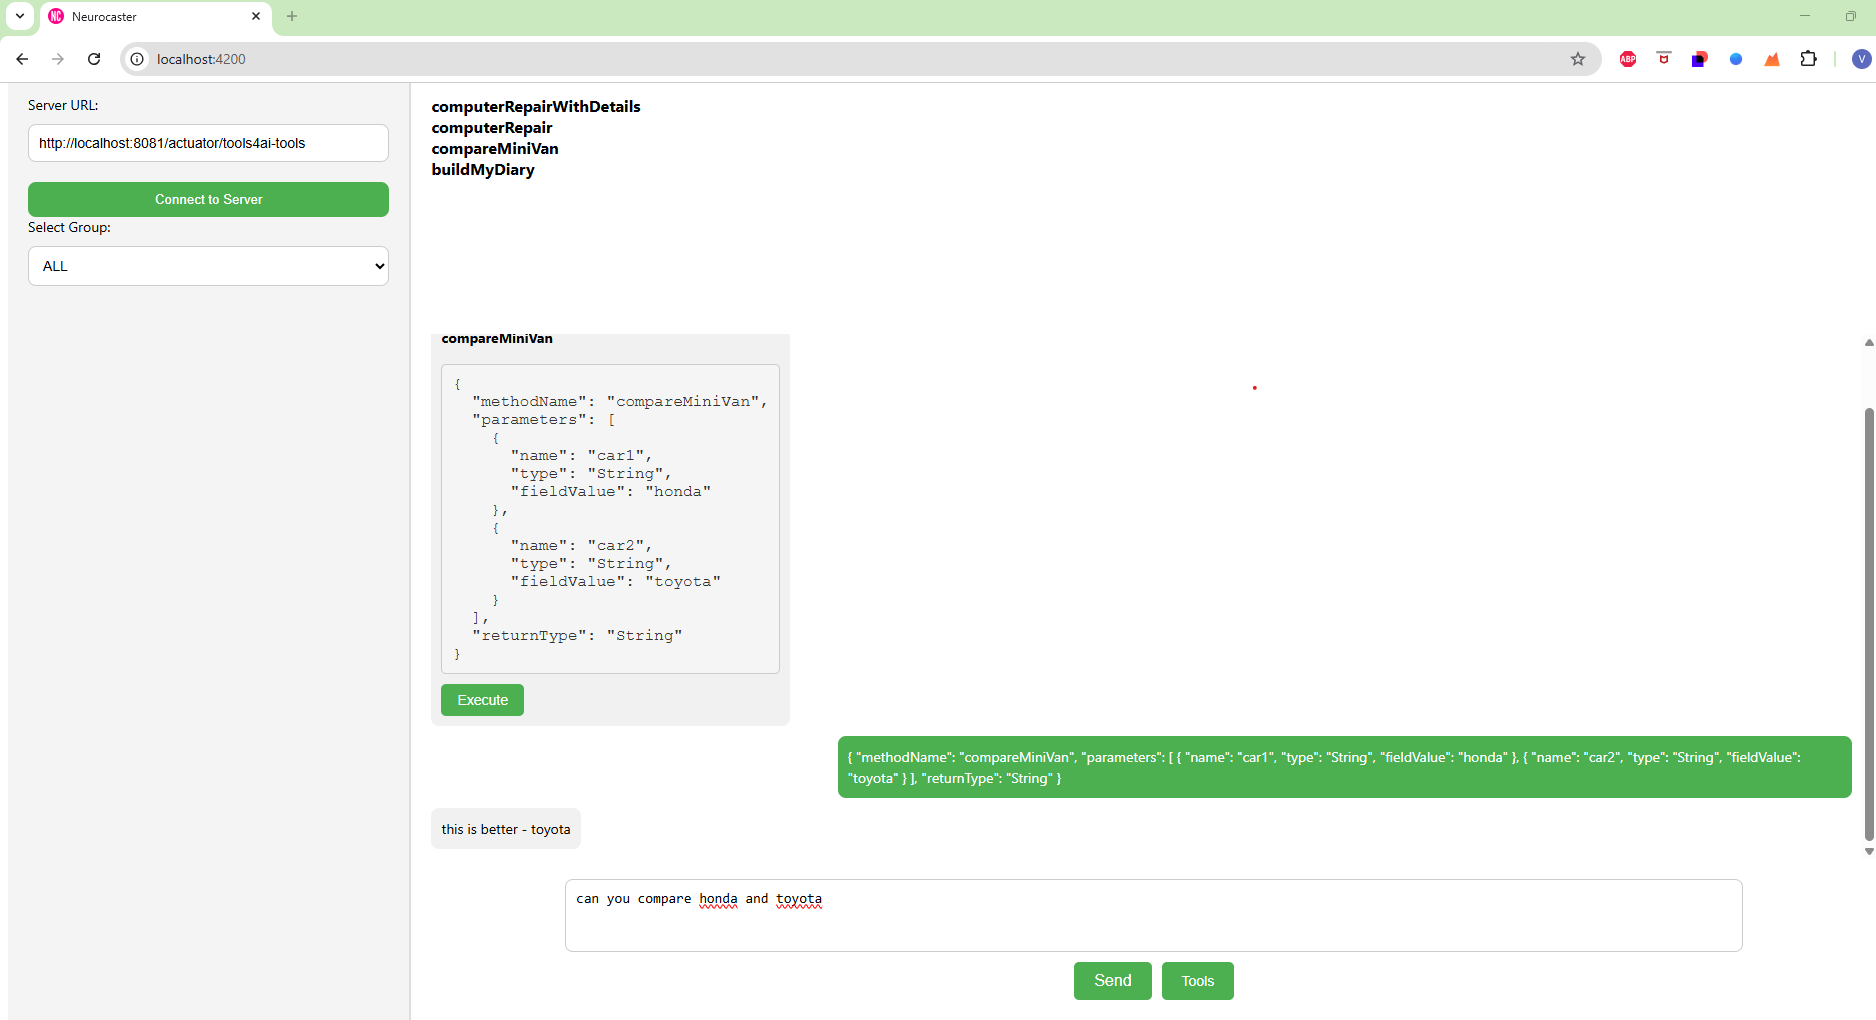 NC Neurocaster
localhost:4200
ABP
V
Server URL:
http://localhost:8081/actuator/tools4ai-tools
Connect to Server
Select Group:
ALL
computerRepairWithDetails
computerRepair
compareMiniVan
buildMyDiary
compareMiniVan
{
"methodName": "compareMiniVan",
"parameters": [
{
"name": "car1",
"type": "String",
"fieldValue": "honda"
},
{
"name": "car2",
"type": "String",
"fieldValue": "toyota"
}
],
"returnType": "String"
}
Execute
{ "methodName": "compareMiniVan", "parameters": [ { "name": "car1", "type": "String", "fieldValue": "honda" }, { "name": "car2", "type": "String", "fieldValue":
"toyota" } ], "returnType": "String" }
this is better - toyota
can you compare honda and toyota
Send
Tools